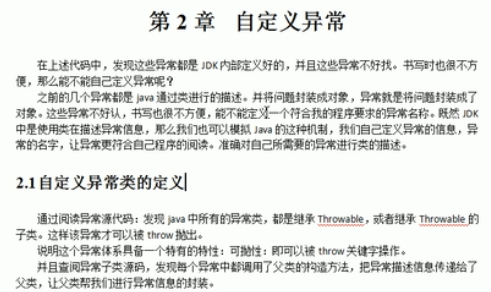 第 2 章 自定义异常
在上述代码中，发现这些异常都是 JDK 内部定义好的，并且这些异常不好找。书写时也很不方
便，那么能不能自己定义异常呢？
之前的几个异常都是 java 通过类进行的描述。并将问题封装成对象，异常就是将问题封装成了
对象。这些异常不好认，书写也很不方便，能不能定义一个符合我的程序要求的异常名称。既然 JDK
中是使用类在描述异常信息，那么我们也可以模拟 Java 的这种机制，我们自己定义异常的信息，异
常的名字，让异常更符合自己程序的阅读。准确对自己所需要的异常进行类的描述。
2.1 自定义异常类的定义
通过阅读异常源代码：发现 java 中所有的异常类，都是继承 Throwable，或者继承 Throwable 的
子类。这样该异常才可以被 throw 抛出。
说明这个异常体系具备一个特有的特性：可抛性：即可以被 throw 关键字操作。
并且查阅异常子类源码，发现每个异常中都调用了父类的构造方法，把异常描述信息传递给了
父类，让父类帮我们进行异常信息的封装。